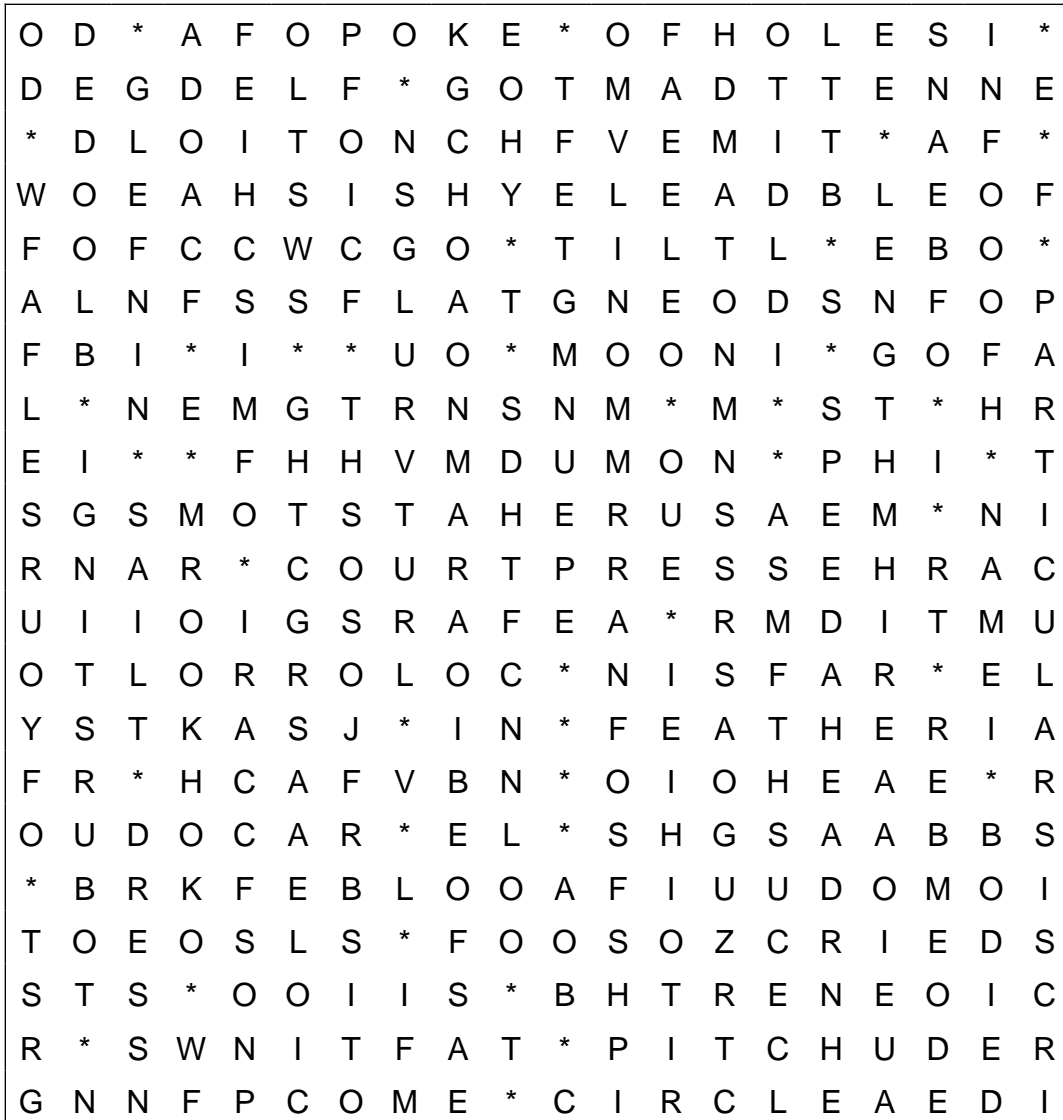 O D * A F O P O K E * O F H O L E S I *
D E G D E L F * G O T M A D T T E N N E
* D L O I T O N C H F V E M I T * A F *
W O E A H S I S H Y E L E A D B L E O F
F O F C C W C G O * T I L T L * E B O *
A L N F S S F L A T G N E O D S N F O P
F B I * I * * U O * M O O N I * G O F A
L * N E M G T R N S N M * M * S T * H R
E I * * F H H V M D U M O N * P H I * T
S G S M O T S T A H E R U S A E M * N I
R N A R * C O U R T P R E S S E H R A C
U I I O I G S R A F E A * R M D I T M U
O T L O R R O L O C * N I S F A R * E L
Y S T K A S J * I N * F E A T H E R I A
F R * H C A F V B N * O I O H E A E * R
O U D O C A R * E L * S H G S A A B B S
* B R K F E B L O O A F I U U D O M O I
T O E O S L S * F O O S O Z C R I E D S
S T S * O O I I S * B H T R E N E O I C
R * S W N I T F A T * P I T C H U D E R
G N N F P C O M E * C I R C L E A E D I